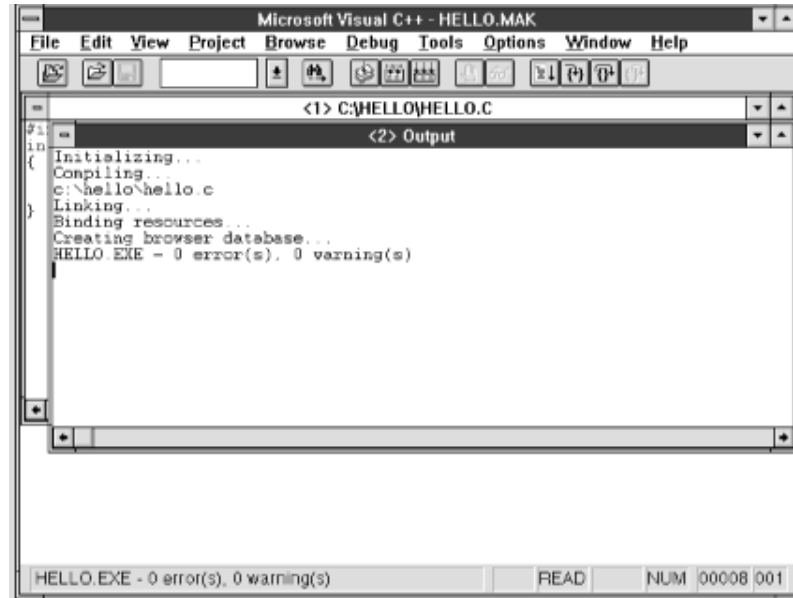 Microsoft Visual C++ - HELLO.MAK
File Edit View Project Browse Debug Tools Options Window Help
<1> C:\HELLO\HELLO.C
#i
in
{
}
<2> Output
Initializing...
Compiling...
c:\hello\hello.c
Linking...
Binding resources...
Creating browser database...
HELLO.EXE - 0 error(s), 0 warning(s)
HELLO.EXE - 0 error(s), 0 warning(s) READ NUM 00008 001